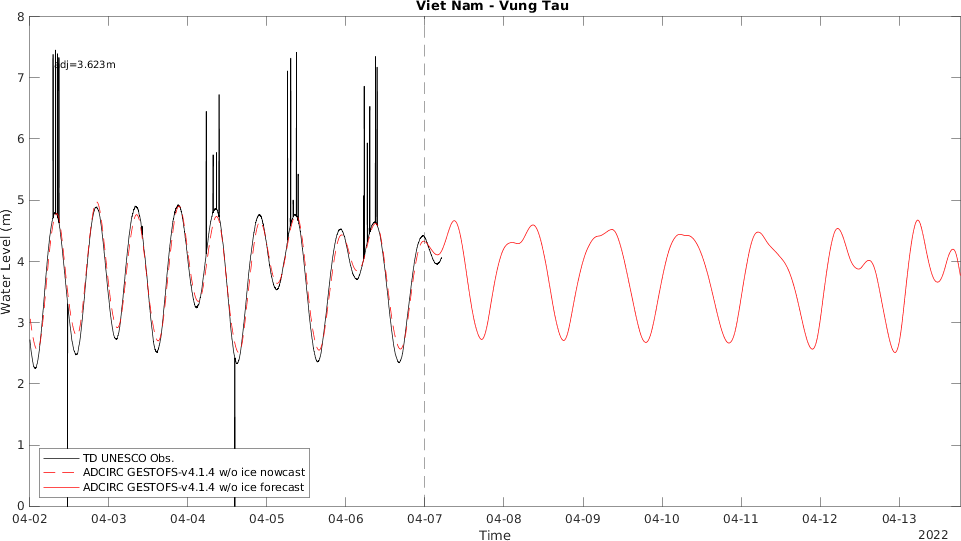 Viet Nam - Vung Tau
8
7
6
5
4
3
2
1
0
Water Level (m)
adj=3.623m
TD UNESCO Obs.
ADCIRC GESTOFS-v4.1.4 w/o ice nowcast
ADCIRC GESTOFS-v4.1.4 w/o ice forecast
04-02 04-03 04-04 04-05 04-06 04-07 04-08 04-09 04-10 04-11 04-12 04-13
Time
2022